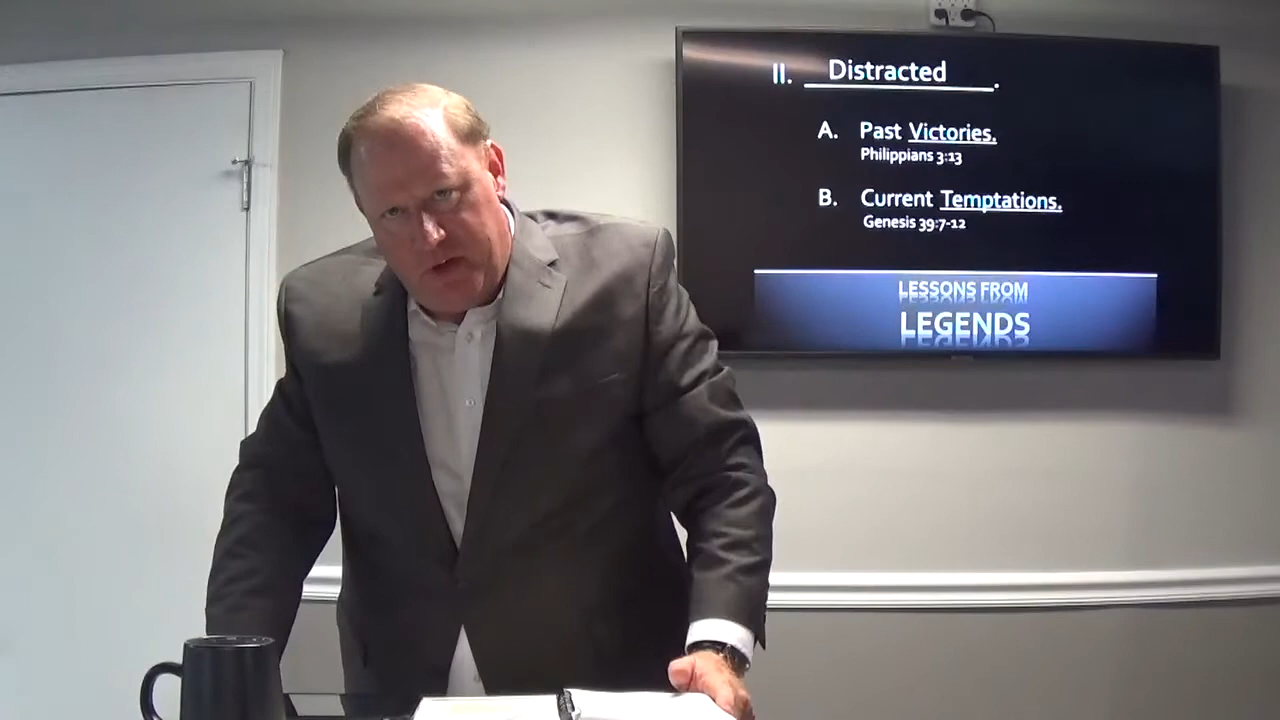 II. Distracted.
A. Past Victories.
Philippians 3:13
B. Current Temptations.
Genesis 39:7-12
LESSONS FROM
LEGENDS